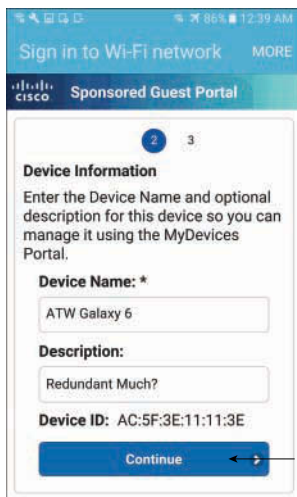 86% 12:39 AM
Sign in to Wi-Fi network MORE
CISCO Sponsored Guest Portal
2 3
Device Information
Enter the Device Name and optional
description for this device so you can
manage it using the MyDevices
Portal.
Device Name: *
ATW Galaxy 6
Description:
Redundant Much?
Device ID: AC:5F:3E:11:11:3E
Continue